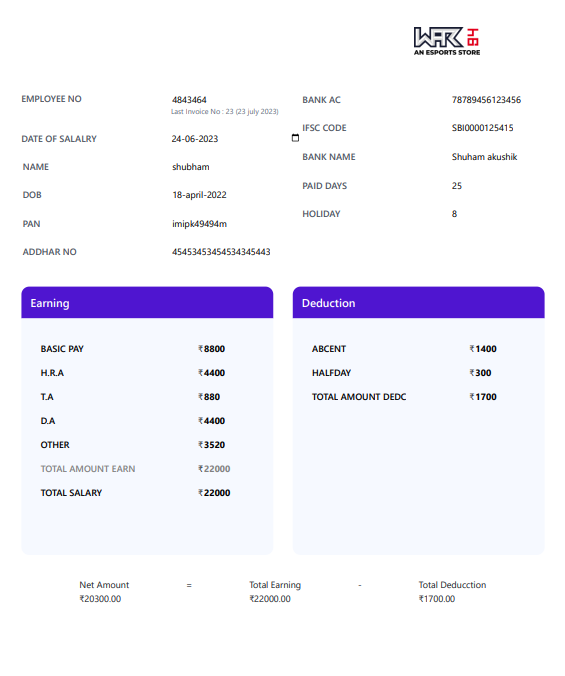 WARHB
AN ESPORTS STORE
EMPLOYEE NO 4843464
Last Invoice No : 23 (23 july 2023)
DATE OF SALALRY 24-06-2023
NAME shubham
DOB 18-april-2022
PAN imipk49494m
ADDHAR NO 45453453454534345443
BANK AC 78789456123456
IFSC CODE SBI0000125415
BANK NAME Shuham akushik
PAID DAYS 25
HOLIDAY 8
Earning
BASIC PAY ₹8800
H.R.A ₹4400
T.A ₹880
D.A ₹4400
OTHER ₹3520
TOTAL AMOUNT EARN ₹22000
TOTAL SALARY ₹22000
Deduction
ABCENT ₹1400
HALFDAY ₹300
TOTAL AMOUNT DEDC ₹1700
Net Amount = Total Earning - Total Deducction
₹20300.00 ₹22000.00 ₹1700.00